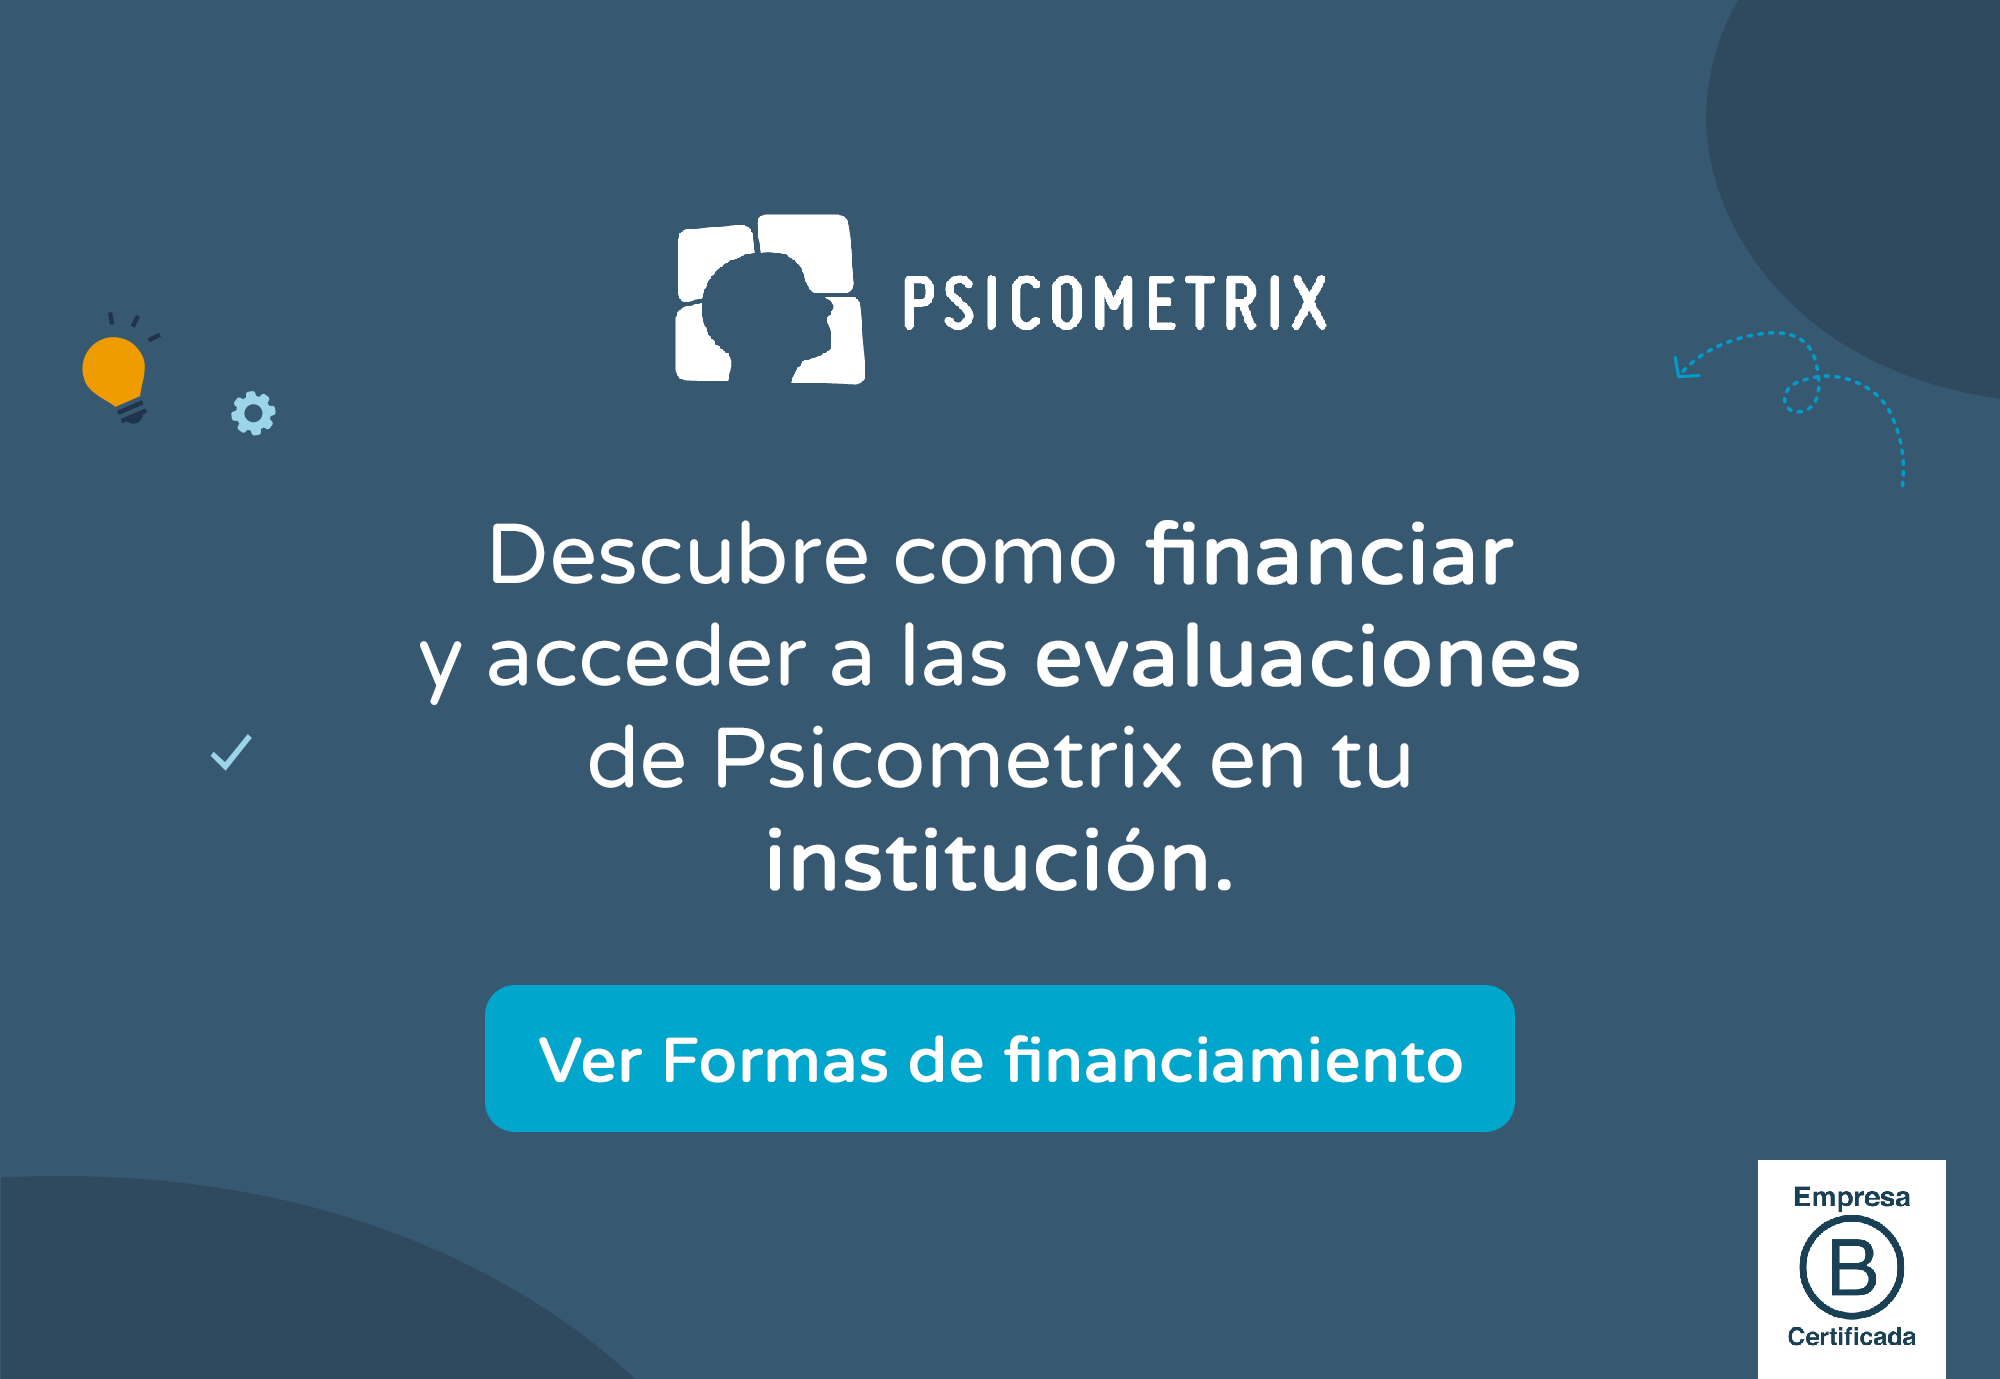 PSICOMETRIX
Descubre como financiar
y acceder a las evaluaciones
de Psicometrix en tu
institución.
Ver Formas de financiamiento
Empresa
B
Certificada